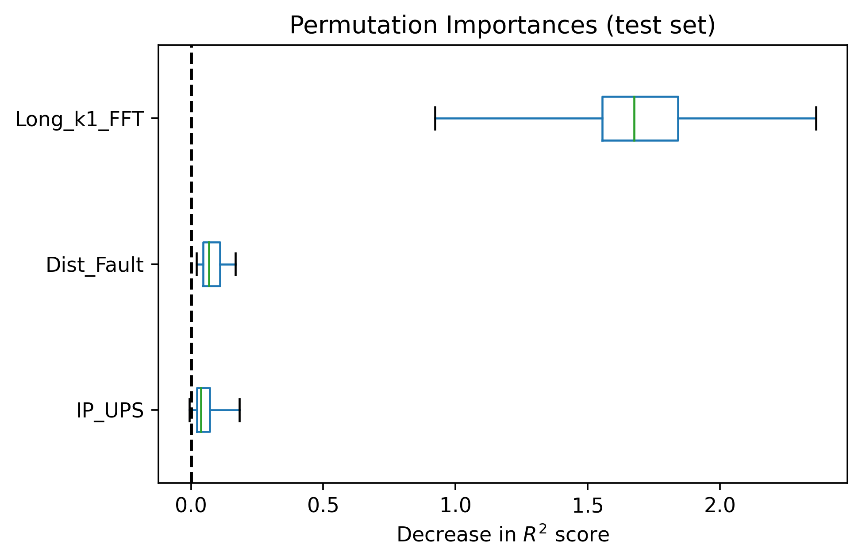 Permutation Importances (test set)
Long_k1_FFT
Dist_Fault
IP_UPS
0.0 0.5 1.0 1.5 2.0
Decrease in R² score